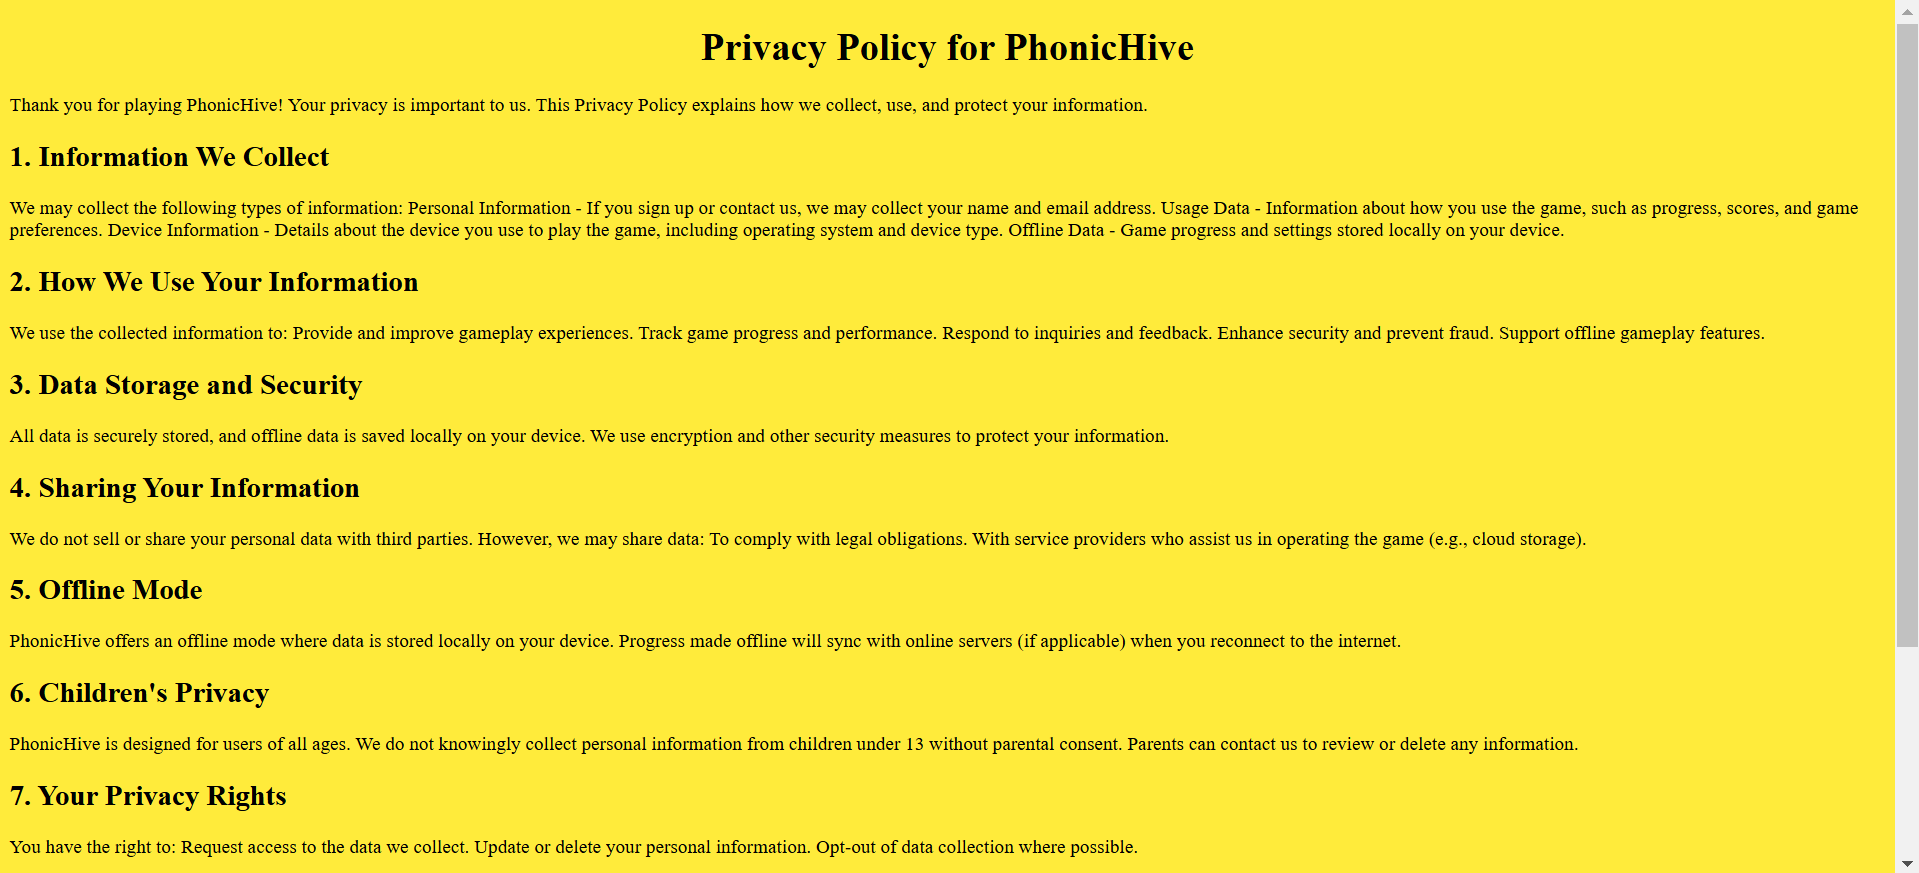 Privacy Policy for PhonicHive
Thank you for playing PhonicHive! Your privacy is important to us. This Privacy Policy explains how we collect, use, and protect your information.
1. Information We Collect
We may collect the following types of information: Personal Information - If you sign up or contact us, we may collect your name and email address. Usage Data - Information about how you use the game, such as progress, scores, and game
preferences. Device Information - Details about the device you use to play the game, including operating system and device type. Offline Data - Game progress and settings stored locally on your device.
2. How We Use Your Information
We use the collected information to: Provide and improve gameplay experiences. Track game progress and performance. Respond to inquiries and feedback. Enhance security and prevent fraud. Support offline gameplay features.
3. Data Storage and Security
All data is securely stored, and offline data is saved locally on your device. We use encryption and other security measures to protect your information.
4. Sharing Your Information
We do not sell or share your personal data with third parties. However, we may share data: To comply with legal obligations. With service providers who assist us in operating the game (e.g., cloud storage).
5. Offline Mode
PhonicHive offers an offline mode where data is stored locally on your device. Progress made offline will sync with online servers (if applicable) when you reconnect to the internet.
6. Children's Privacy
PhonicHive is designed for users of all ages. We do not knowingly collect personal information from children under 13 without parental consent. Parents can contact us to review or delete any information.
7. Your Privacy Rights
You have the right to: Request access to the data we collect. Update or delete your personal information. Opt-out of data collection where possible.